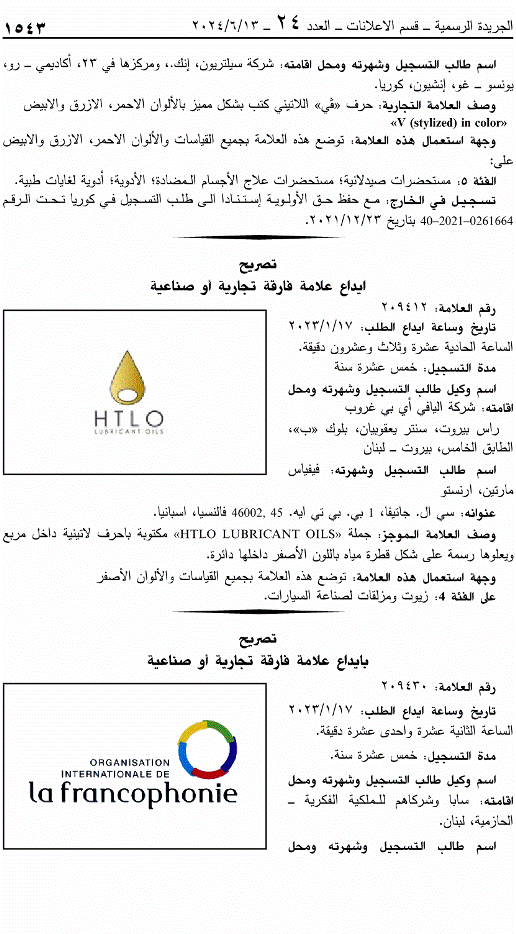 الجريدة الرسمية ــ قسم الاعلانات ــ العدد ٢٤ ــ ٢٠٢٤/٦/١٣
١٥٤٣
اسم طالب التسجيل وشهرته ومحل اقامته: شركة سيلتريون، إنك.، ومركزها في ٢٣، أكاديمي – رو،
يونسو – غو، إنشيون، كوريا.
وصف العلامة التجارية: حرف «ڤي» اللاتيني كتب بشكل مميز بالألوان الاحمر، الازرق والابيض
«V (stylized) in color»
وجهة استعمال هذه العلامة: توضع هذه العلامة بجميع القياسات والألوان الاحمر، الازرق والابيض
على:
الفئة ٥: مستحضرات صيدلانية؛ مستحضرات علاج الأجسام المضادة؛ الأدوية؛ أدوية لغايات طبية.
تسجيل في الخارج: مع حفظ حق الأولوية إستنادا الى طلب التسجيل في كوريا تحت الرقم
40–2021–0261664 بتاريخ ٢٠٢١/١٢/٢٣.
تصريح
ايداع علامة فارقة تجارية أو صناعية
رقم العلامة: ٢٠٩٤١٢
تاريخ وساعة ايداع الطلب: ٢٠٢٣/١/١٧
الساعة الحادية عشرة وثلاث وعشرون دقيقة.
مدة التسجيل: خمس عشرة سنة
اسم وكيل طالب التسجيل وشهرته ومحل
اقامته: شركة اليافي أي بي غروب
راس بيروت، سنتر يعقوبيان، بلوك «ب»،
الطابق الخامس، بيروت ــ لبنان
اسم طالب التسجيل وشهرته: فيفياس
مارتين، ارنستو
HTLO
LUBRICANT OILS
عنوانه: سي ال. جاتيفا، 1 بي. بي تي ايه. 45 ,46002 فالنسيا، اسبانيا.
وصف العلامة الموجز: جملة «HTLO LUBRICANT OILS» مكتوبة باحرف لاتينية داخل مربع
ويعلوها رسمة على شكل قطرة مياه باللون الأصفر داخلها دائرة.
وجهة استعمال هذه العلامة: توضع هذه العلامة بجميع القياسات والألوان الأصفر
على الفئة 4: زيوت ومزلقات لصناعة السيارات.
تصريح
بايداع علامة فارقة تجارية أو صناعية
رقم العلامة: ٢٠٩٤٣٠
تاريخ وساعة ايداع الطلب: ٢٠٢٣/١/١٧
الساعة الثانية عشرة واحدى عشرة دقيقة.
مدة التسجيل: خمس عشرة سنة.
اسم وكيل طالب التسجيل وشهرته ومحل
اقامته: سابا وشركاهم للملكية الفكرية ــ
الحازمية، لبنان.
اسم طالب التسجيل وشهرته ومحل
ORGANISATION
INTERNATIONALE DE
la francophonie